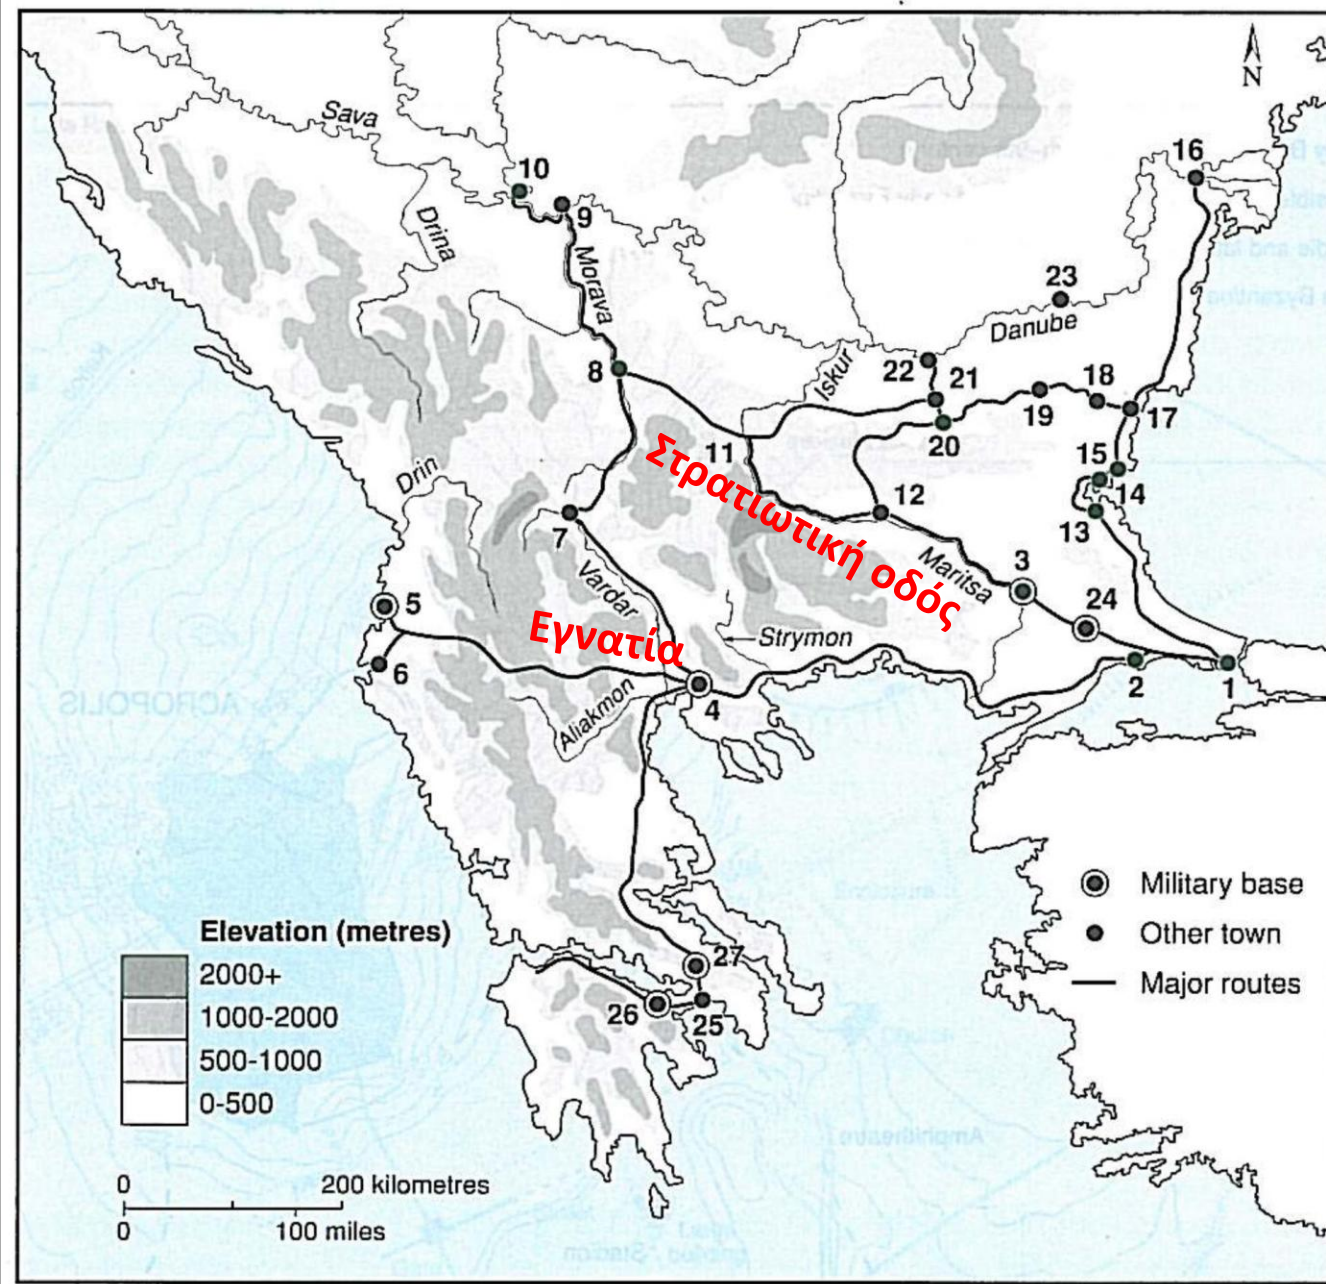 N
Sava
10
16
9
Drina
Morava
23
Danube
8
Iskur
22
21
18
19
17
20
11
Στρατιωτική οδός
15
14
Drin
12
13
7
Maritsa
3
Vardar
24
5
Εγνατία
Strymon
6
2
1
4
Aliakmon
ACROPOLIS
Military base
Other town
Major routes
Elevation (metres)
2000+
1000-2000
500-1000
0-500
27
26
25
Amphitheatre
0
200 kilometres
0
100 miles